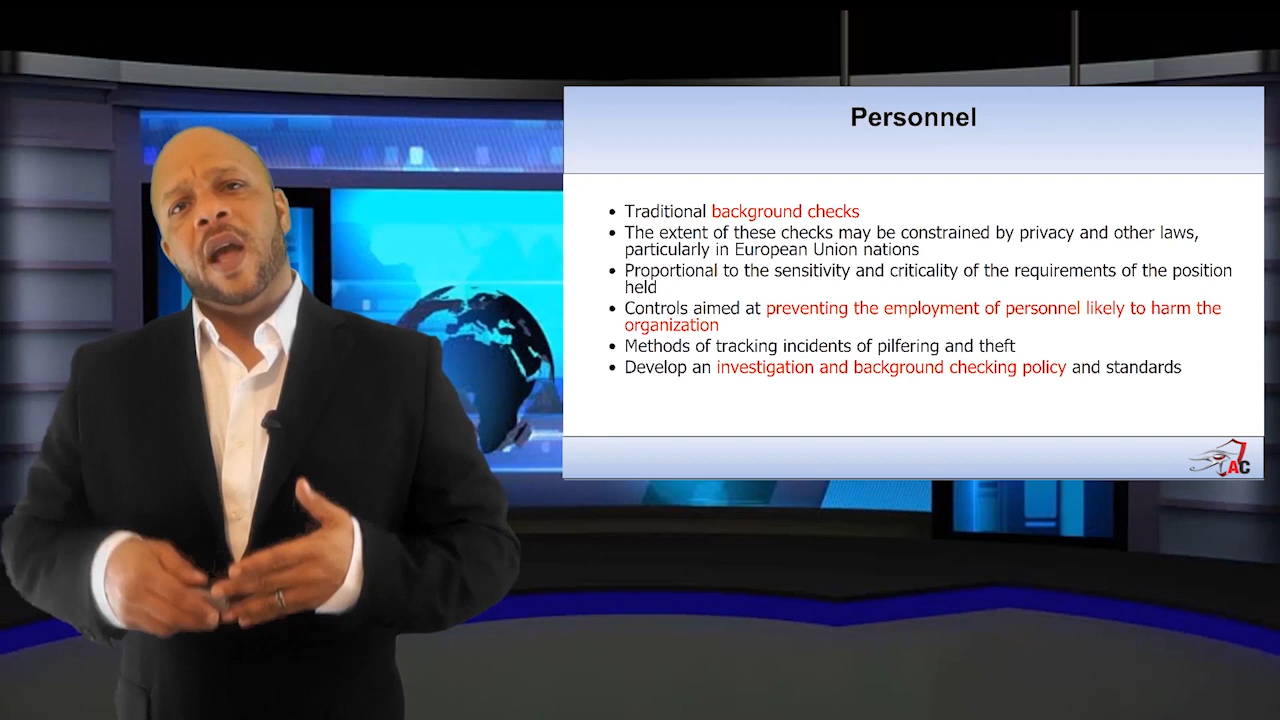 Personnel
• Traditional background checks
• The extent of these checks may be constrained by privacy and other laws,
particularly in European Union nations
• Proportional to the sensitivity and criticality of the requirements of the position
held
• Controls aimed at preventing the employment of personnel likely to harm the
organization
• Methods of tracking incidents of pilfering and theft
• Develop an investigation and background checking policy and standards
AC